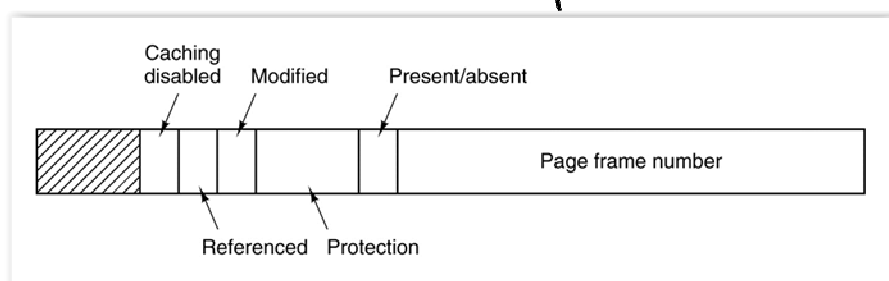 Caching
disabled
Modified
Present/absent
Page frame number
Referenced
Protection